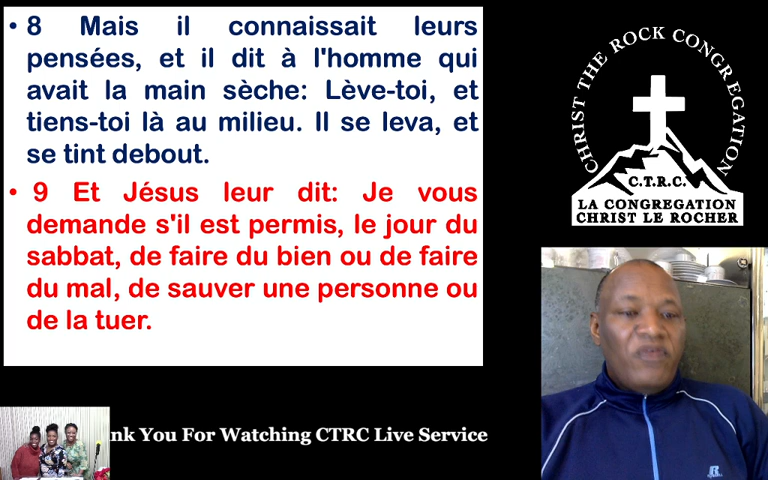 • 8 Mais il connaissait leurs
pensées, et il dit à l'homme qui
avait la main sèche: Lève-toi, et
tiens-toi là au milieu. Il se leva, et
se tint debout.
• 9 Et Jésus leur dit: Je vous
demande s'il est permis, le jour du
sabbat, de faire du bien ou de faire
du mal, de sauver une personne ou
de la tuer.
CHRIST THE ROCK CONGREGATION
C.T.R.C.
LA CONGREGATION
CHRIST LE ROCHER
nk You For Watching CTRC Live Service
R